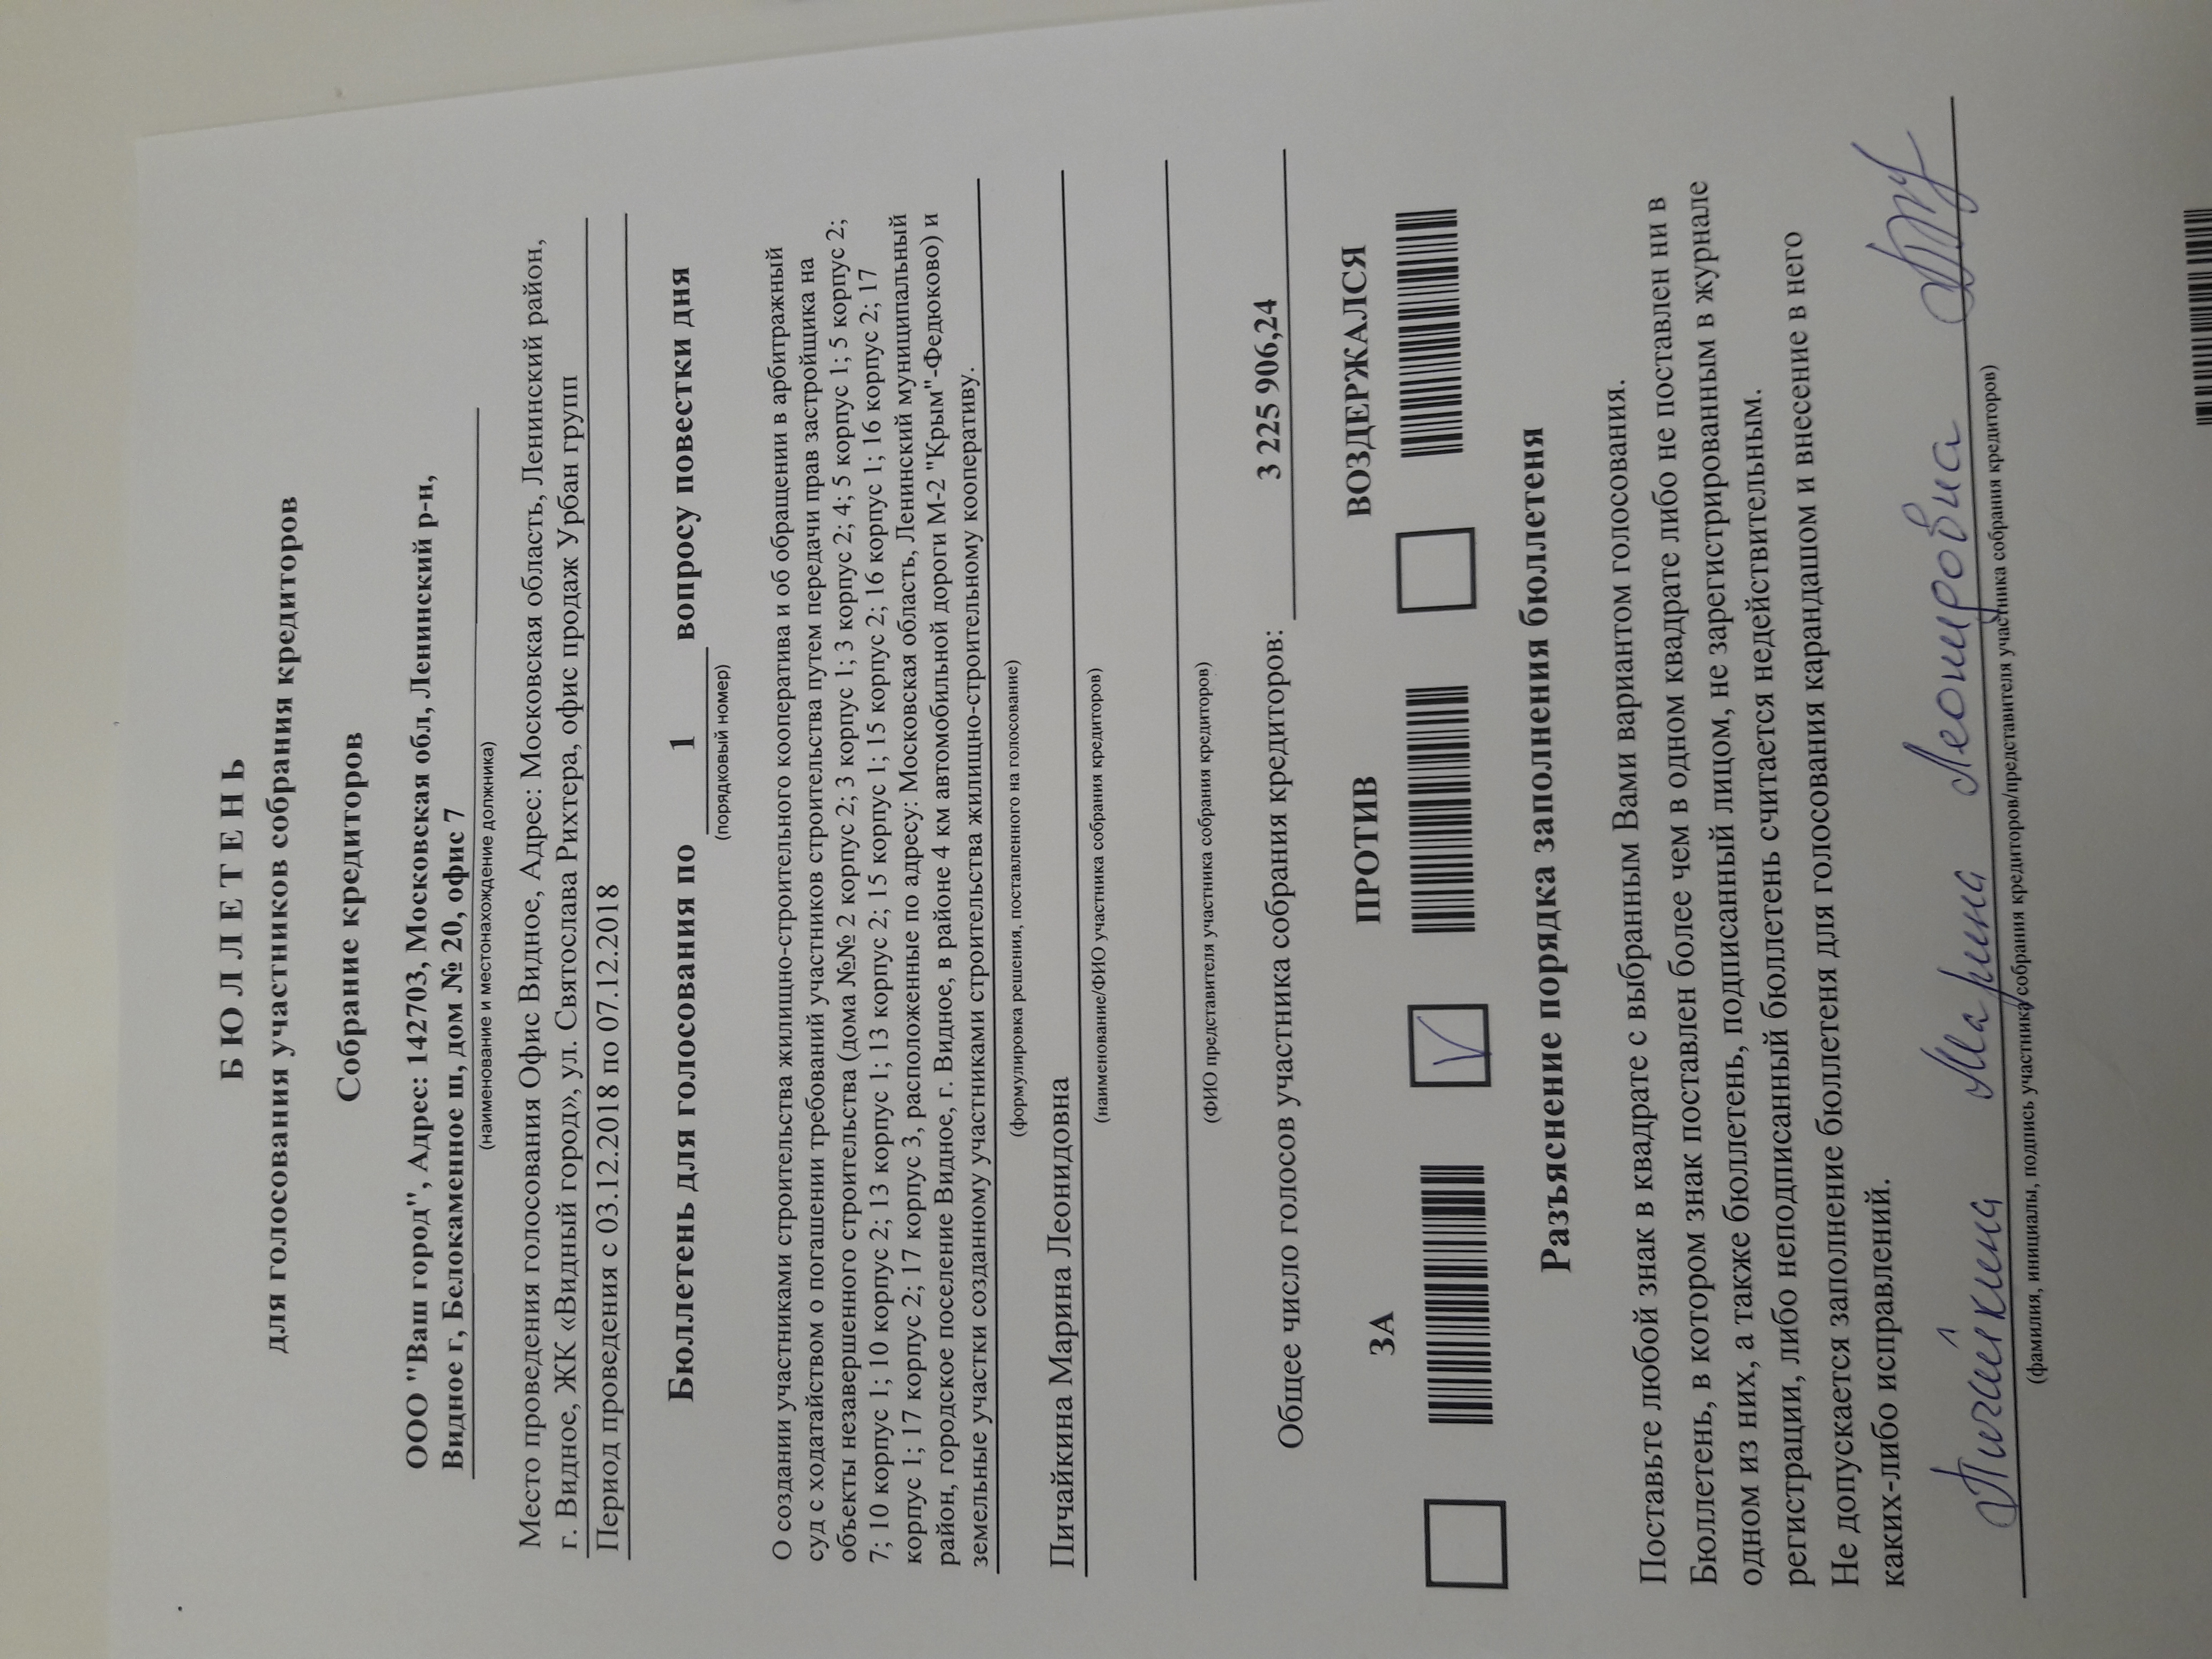 БЮЛЛЕТЕНЬ
для голосования участников собрания кредиторов
Собрание кредиторов
ООО "Ваш город", Адрес: 142703, Московская обл, Ленинский р-н,
Видное г, Белокаменное ш, дом № 20, офис 7
(наименование и местонахождение должника)
Место проведения голосования Офис Видное, Адрес: Московская область, Ленинский район,
г. Видное, ЖК «Видный город», ул. Святослава Рихтера, офис продаж Урбан групп
Период проведения с 03.12.2018 по 07.12.2018
Бюллетень для голосования по 1 вопросу повестки дня
(порядковый номер)
О создании участниками строительства жилищно-строительного кооператива и об обращении в арбитражный
суд с ходатайством о погашении требований участников строительства путем передачи прав застройщика на
объекты незавершенного строительства (дома №№ 2 корпус 2; 3 корпус 1; 3 корпус 2; 4; 5 корпус 1; 5 корпус 2;
7; 10 корпус 1; 10 корпус 2; 13 корпус 1; 13 корпус 2; 15 корпус 1; 15 корпус 2; 16 корпус 1; 16 корпус 2; 17
корпус 1; 17 корпус 2; 17 корпус 3, расположенные по адресу: Московская область, Ленинский муниципальный
район, городское поселение Видное, г. Видное, в районе 4 км автомобильной дороги М-2 "Крым"-Федюково) и
земельные участки созданному участниками строительства жилищно-строительному кооперативу.
(формулировка решения, поставленного на голосование)
Пичайкина Марина Леонидовна
(наименование/ФИО участника собрания кредиторов)
(ФИО представителя участника собрания кредиторов)
Общее число голосов участника собрания кредиторов: 3 225 906,24
ЗА ПРОТИВ ВОЗДЕРЖАЛСЯ
Разъяснение порядка заполнения бюллетеня
Поставьте любой знак в квадрате с выбранным Вами вариантом голосования.
Бюллетень, в котором знак поставлен более чем в одном квадрате либо не поставлен ни в
одном из них, а также бюллетень, подписанный лицом, не зарегистрированным в журнале
регистрации, либо неподписанный бюллетень считается недействительным.
Не допускается заполнение бюллетеня для голосования карандашом и внесение в него
каких-либо исправлений.
Пичайкина Марина Леонидовна
(фамилия, инициалы, подпись участника собрания кредиторов/представителя участника собрания кредиторов)